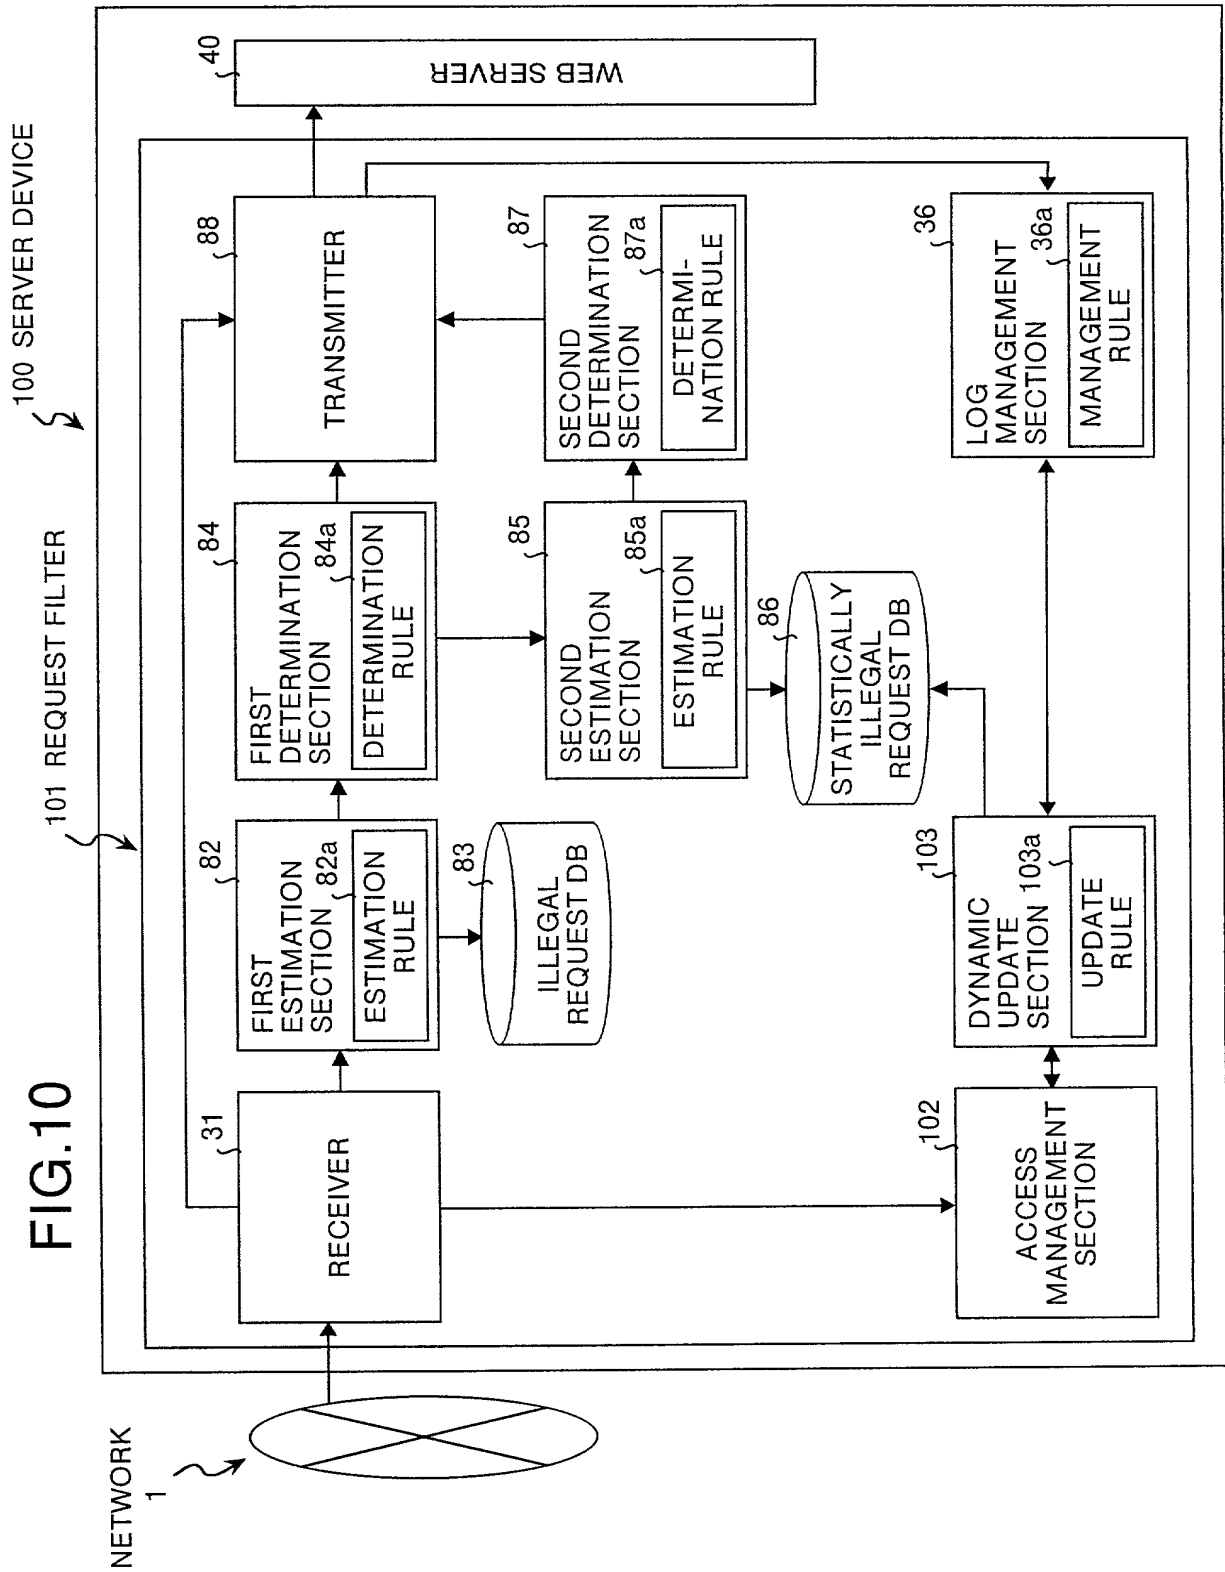 FIG.10
100 SERVER DEVICE
101 REQUEST FILTER
NETWORK
1
31
RECEIVER
82
FIRST
ESTIMATION
SECTION
82a
ESTIMATION
RULE
83
ILLEGAL
REQUEST DB
84
FIRST
DETERMINATION
SECTION
84a
DETERMINATION
RULE
88
TRANSMITTER
40
WEB SERVER
85
SECOND
ESTIMATION
SECTION
85a
ESTIMATION
RULE
87
SECOND
DETERMINATION
SECTION
87a
DETERMI-
NATION RULE
86
STATISTICALLY
ILLEGAL
REQUEST DB
102
ACCESS
MANAGEMENT
SECTION
103
DYNAMIC
UPDATE
SECTION
103a
UPDATE
RULE
36
LOG
MANAGEMENT
SECTION
36a
MANAGEMENT
RULE